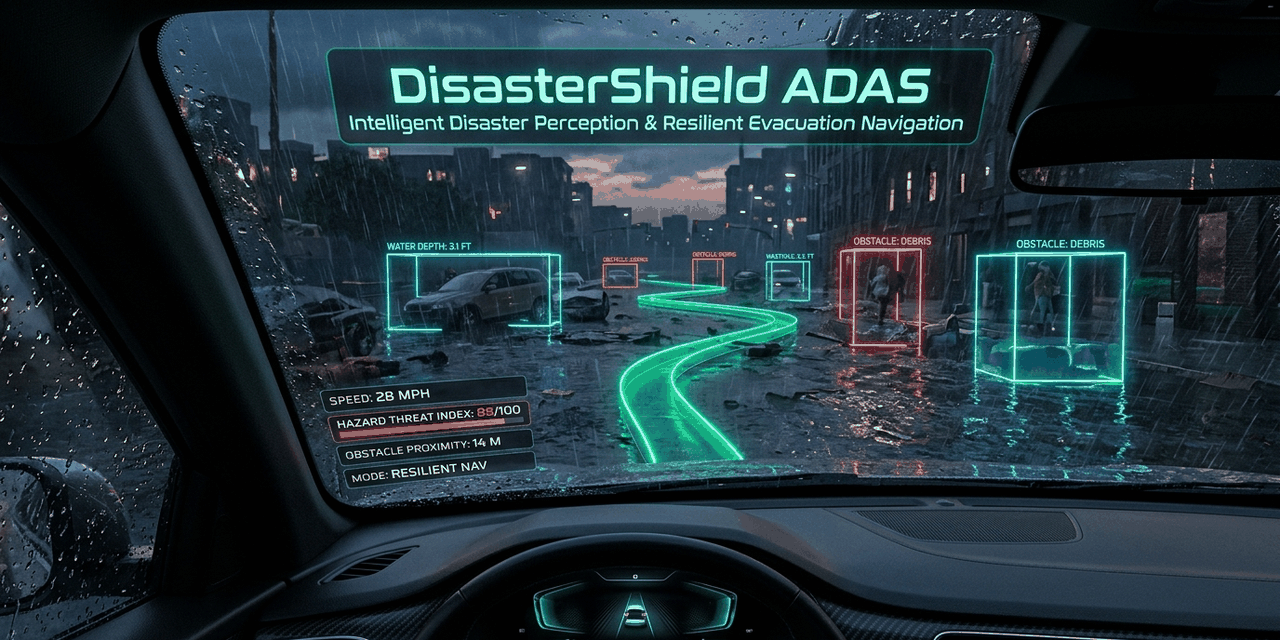 DisasterShield ADAS
Intelligent Disaster Perception & Resilient Evacuation Navigation
WATER DEPTH: 3.1 FT
OBSTACLE: DEBRIS
OBSTACLE: DEBRIS
SPEED: 28 MPH
HAZARD THREAT INDEX: 88/100
OBSTACLE PROXIMITY: 14 M
MODE: RESILIENT NAV